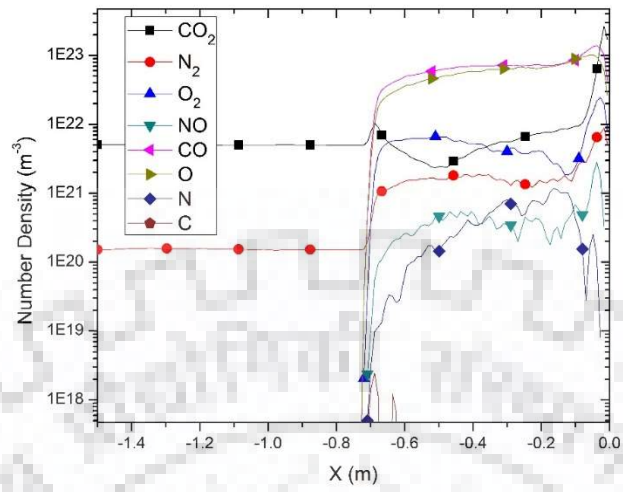 1E23
1E22
1E21
1E20
1E19
1E18
Number Density (m⁻³)
CO₂
N₂
O₂
NO
CO
O
N
C
-1.4 -1.2 -1.0 -0.8 -0.6 -0.4 -0.2 0.0
X (m)